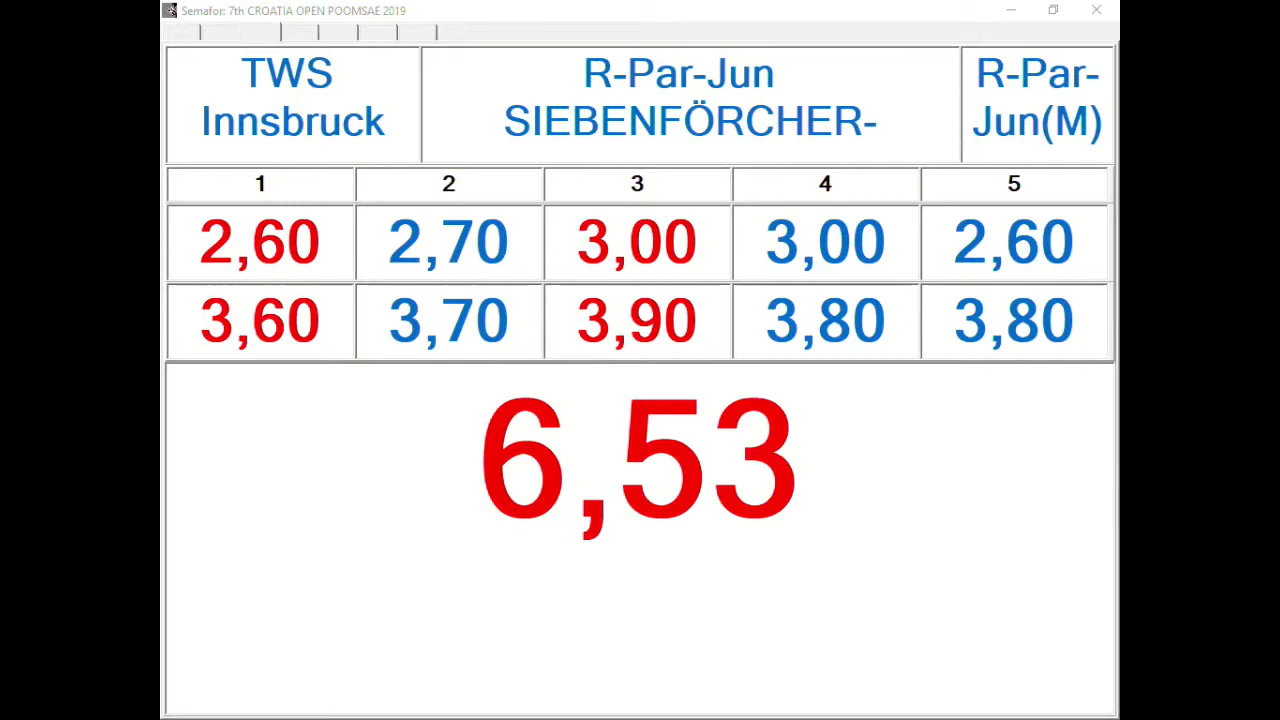 Semafor: 7th CROATIA OPEN POOMSAE 2019
TWS
Innsbruck
R-Par-Jun
SIEBENFÖRCHER-
R-Par-
Jun(M)
1 2 3 4 5
2,60 2,70 3,00 3,00 2,60
3,60 3,70 3,90 3,80 3,80
6,53